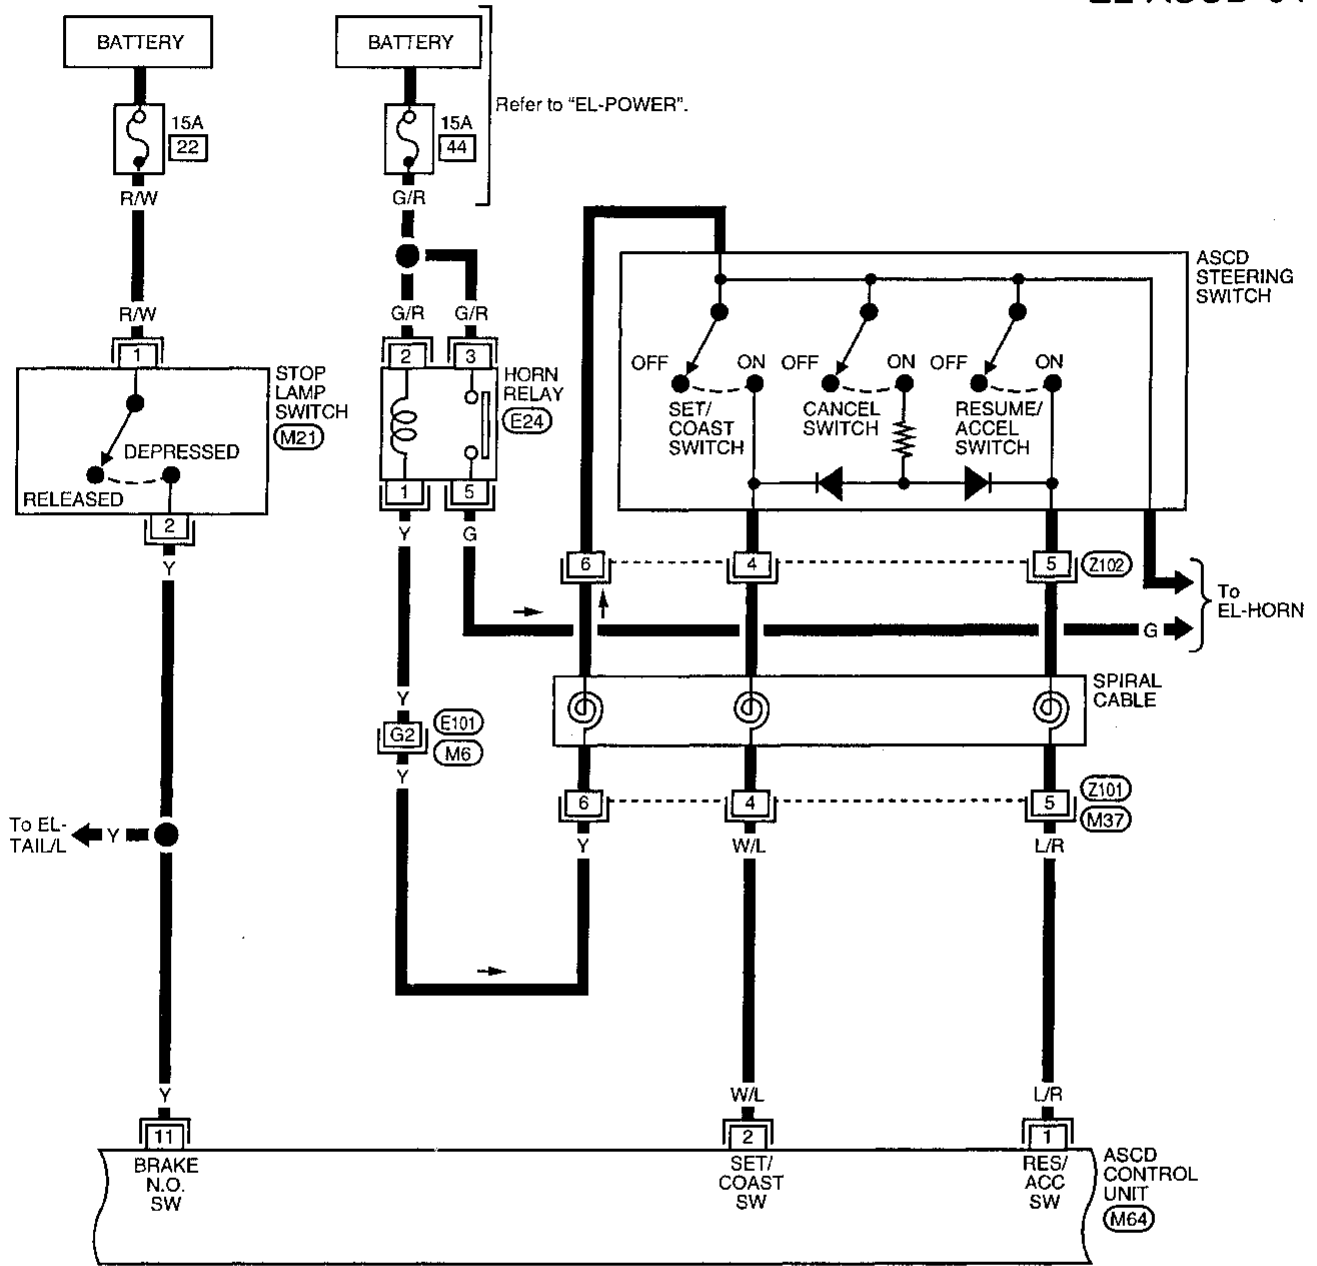 BATTERY
BATTERY
Refer to "EL-POWER".
15A
22
15A
44
R/W
G/R
R/W
G/R
G/R
1
2
3
STOP
LAMP
SWITCH
M21
DEPRESSED
RELEASED
2
HORN
RELAY
E24
1
5
Y
Y
G
ASCD
STEERING
SWITCH
OFF
ON
OFF
ON
OFF
ON
SET/
COAST
SWITCH
CANCEL
SWITCH
RESUME/
ACCEL
SWITCH
6
4
5
Z102
To
EL-HORN
G
SPIRAL
CABLE
Y
G2
E101
M6
Y
6
4
5
Z101
M37
Y
W/L
L/R
To EL-
TAIL/L
Y
Y
W/L
L/R
11
2
1
BRAKE
N.O.
SW
SET/
COAST
SW
RES/
ACC
SW
ASCD
CONTROL
UNIT
M64